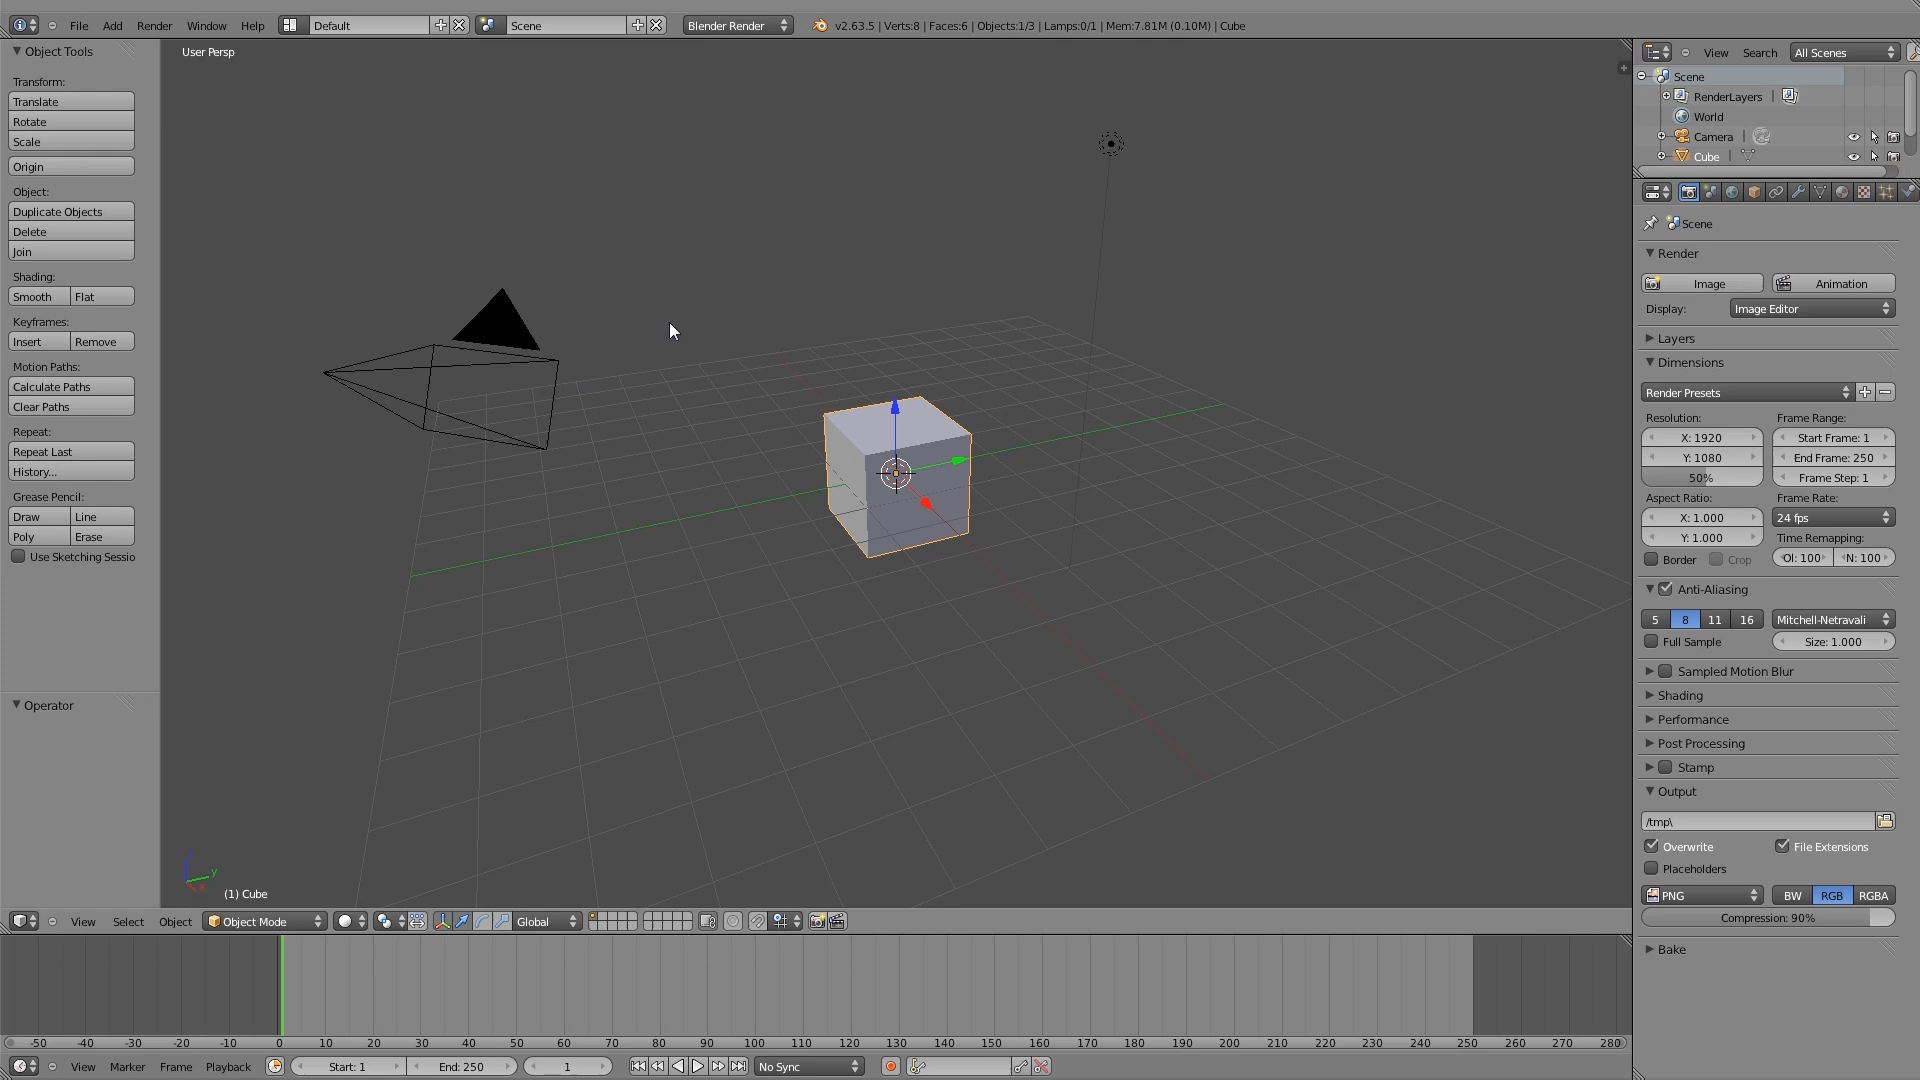 File Add Render Window Help Default Scene Blender Render v2.63.5 | Verts:8 | Faces:6 | Objects:1/3 | Lamps:0/1 | Mem:7.81M (0.10M) | Cube
Object Tools
Transform:
Translate
Rotate
Scale
Origin
Object:
Duplicate Objects
Delete
Join
Shading:
Smooth Flat
Keyframes:
Insert Remove
Motion Paths:
Calculate Paths
Clear Paths
Repeat:
Repeat Last
History...
Grease Pencil:
Draw Line
Poly Erase
Use Sketching Sessio
Operator
User Persp
z
y
x
(1) Cube
View Select Object Object Mode Global
-50 -40 -30 -20 -10 0 10 20 30 40 50 60 70 80 90 100 110 120 130 140 150 160 170 180 190 200 210 220 230 240 250 260 270 280
View Marker Frame Playback Start: 1 End: 250 1 No Sync
View Search All Scenes
Scene
RenderLayers |
World
Camera |
Cube |
Scene
Render
Image Animation
Display: Image Editor
Layers
Dimensions
Render Presets
Resolution: Frame Range:
X: 1920 Start Frame: 1
Y: 1080 End Frame: 250
50% Frame Step: 1
Aspect Ratio: Frame Rate:
X: 1.000 24 fps
Y: 1.000 Time Remapping:
Border Crop Ol: 100 N: 100
Anti-Aliasing
5 8 11 16 Mitchell-Netravali
Full Sample Size: 1.000
Sampled Motion Blur
Shading
Performance
Post Processing
Stamp
Output
/tmp\
Overwrite File Extensions
Placeholders
PNG BW RGB RGBA
Compression: 90%
Bake